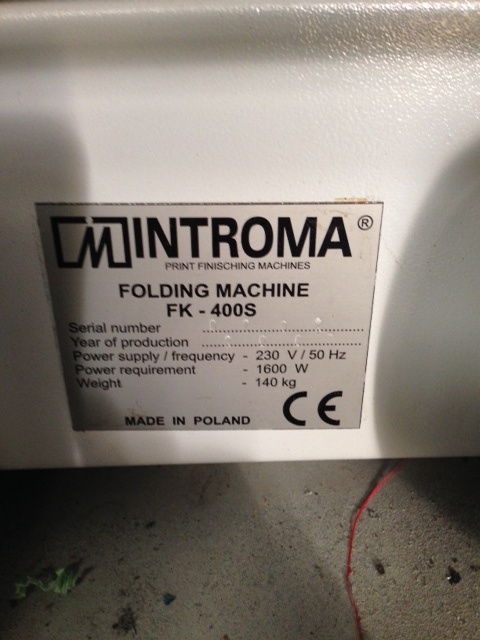 INTROMA®
PRINT FINISCHING MACHINES
FOLDING MACHINE
FK - 400S
Serial number
Year of production
Power supply / frequency - 230 V / 50 Hz
Power requirement - 1600 W
Weight - 140 kg
MADE IN POLAND CE